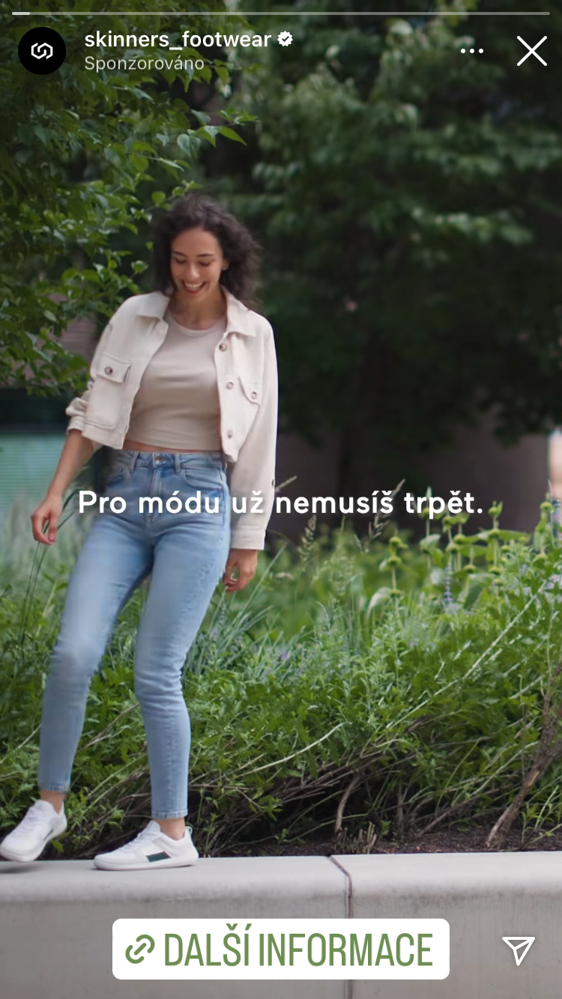 skinners_footwear
Sponzorováno
Pro módu už nemusíš trpět.
DALŠÍ INFORMACE